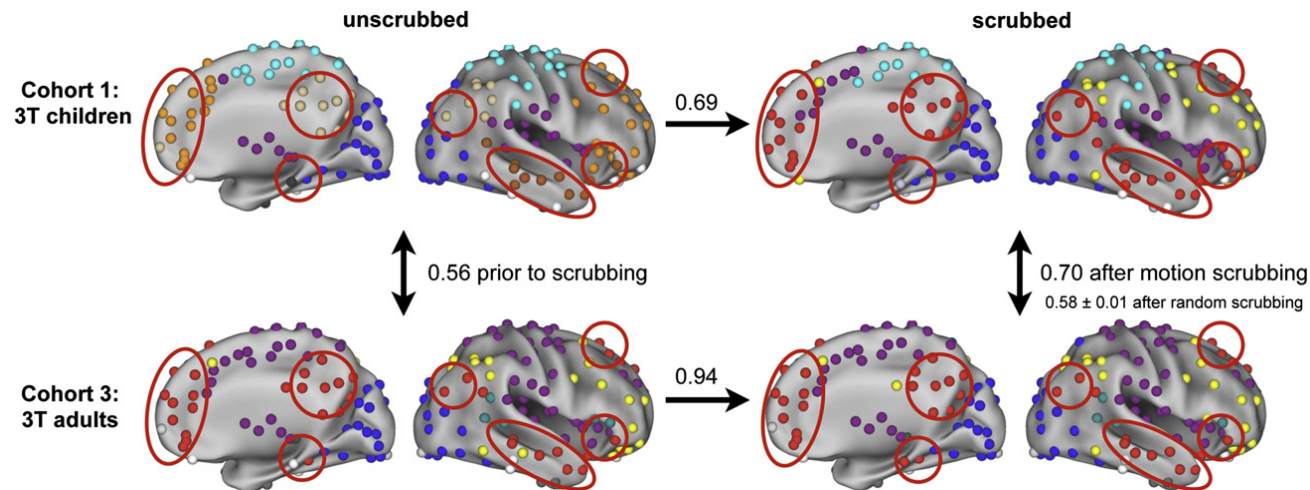 unscrubbed
scrubbed
Cohort 1:
3T children
0.69
0.56 prior to scrubbing
0.70 after motion scrubbing
0.58 ± 0.01 after random scrubbing
Cohort 3:
3T adults
0.94